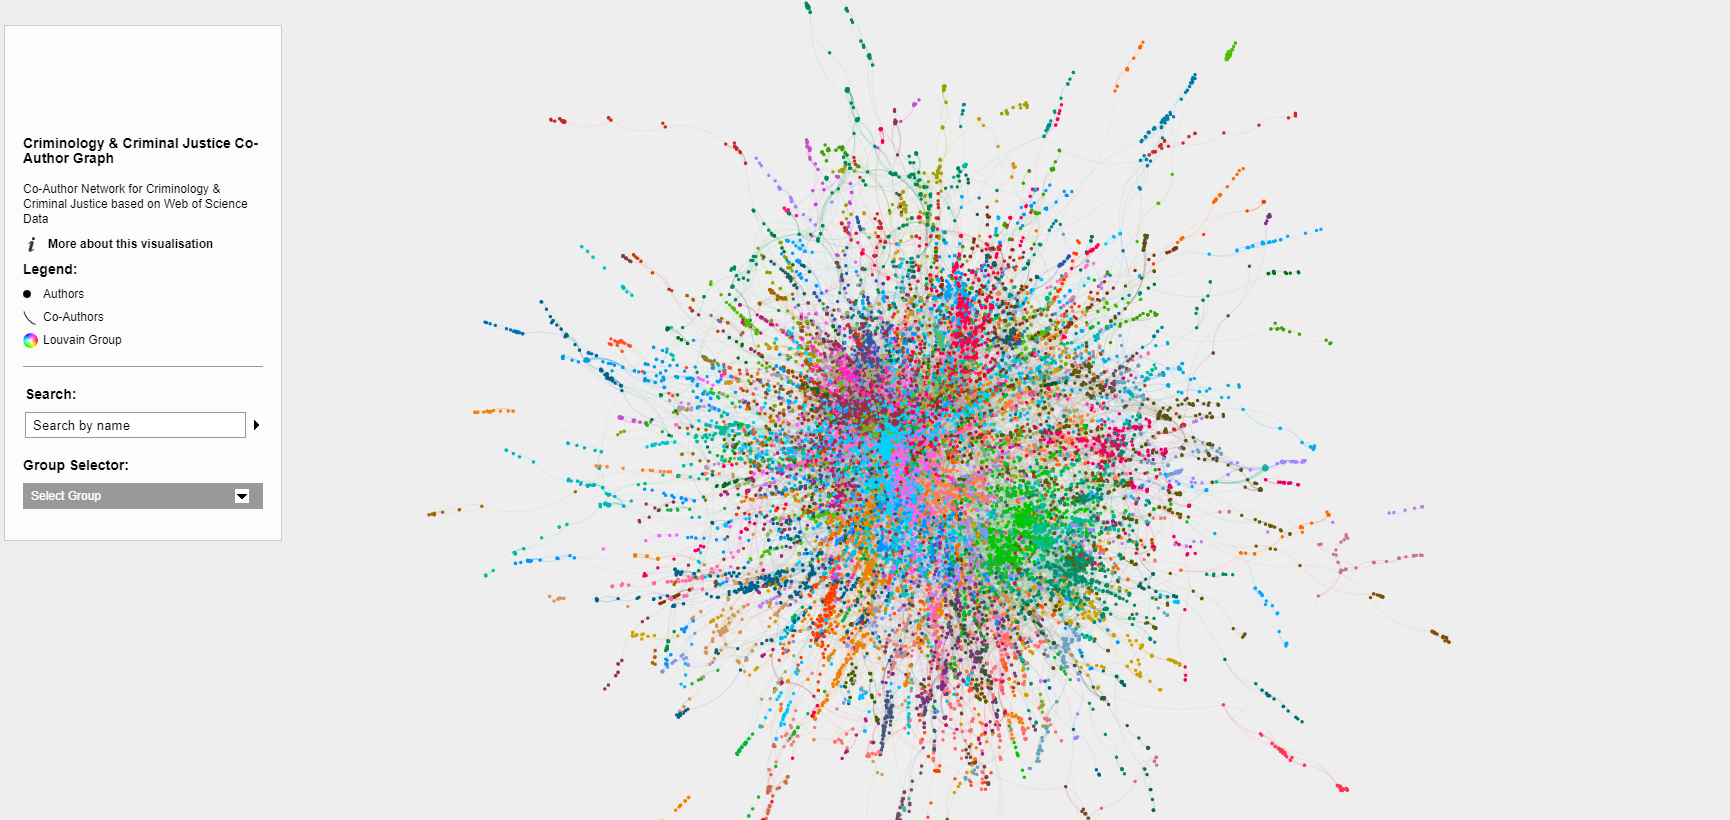 Criminology & Criminal Justice Co-
Author Graph
Co-Author Network for Criminology &
Criminal Justice based on Web of Science
Data
i More about this visualisation
Legend:
Authors
Co-Authors
Louvain Group
Search:
Search by name
Group Selector:
Select Group